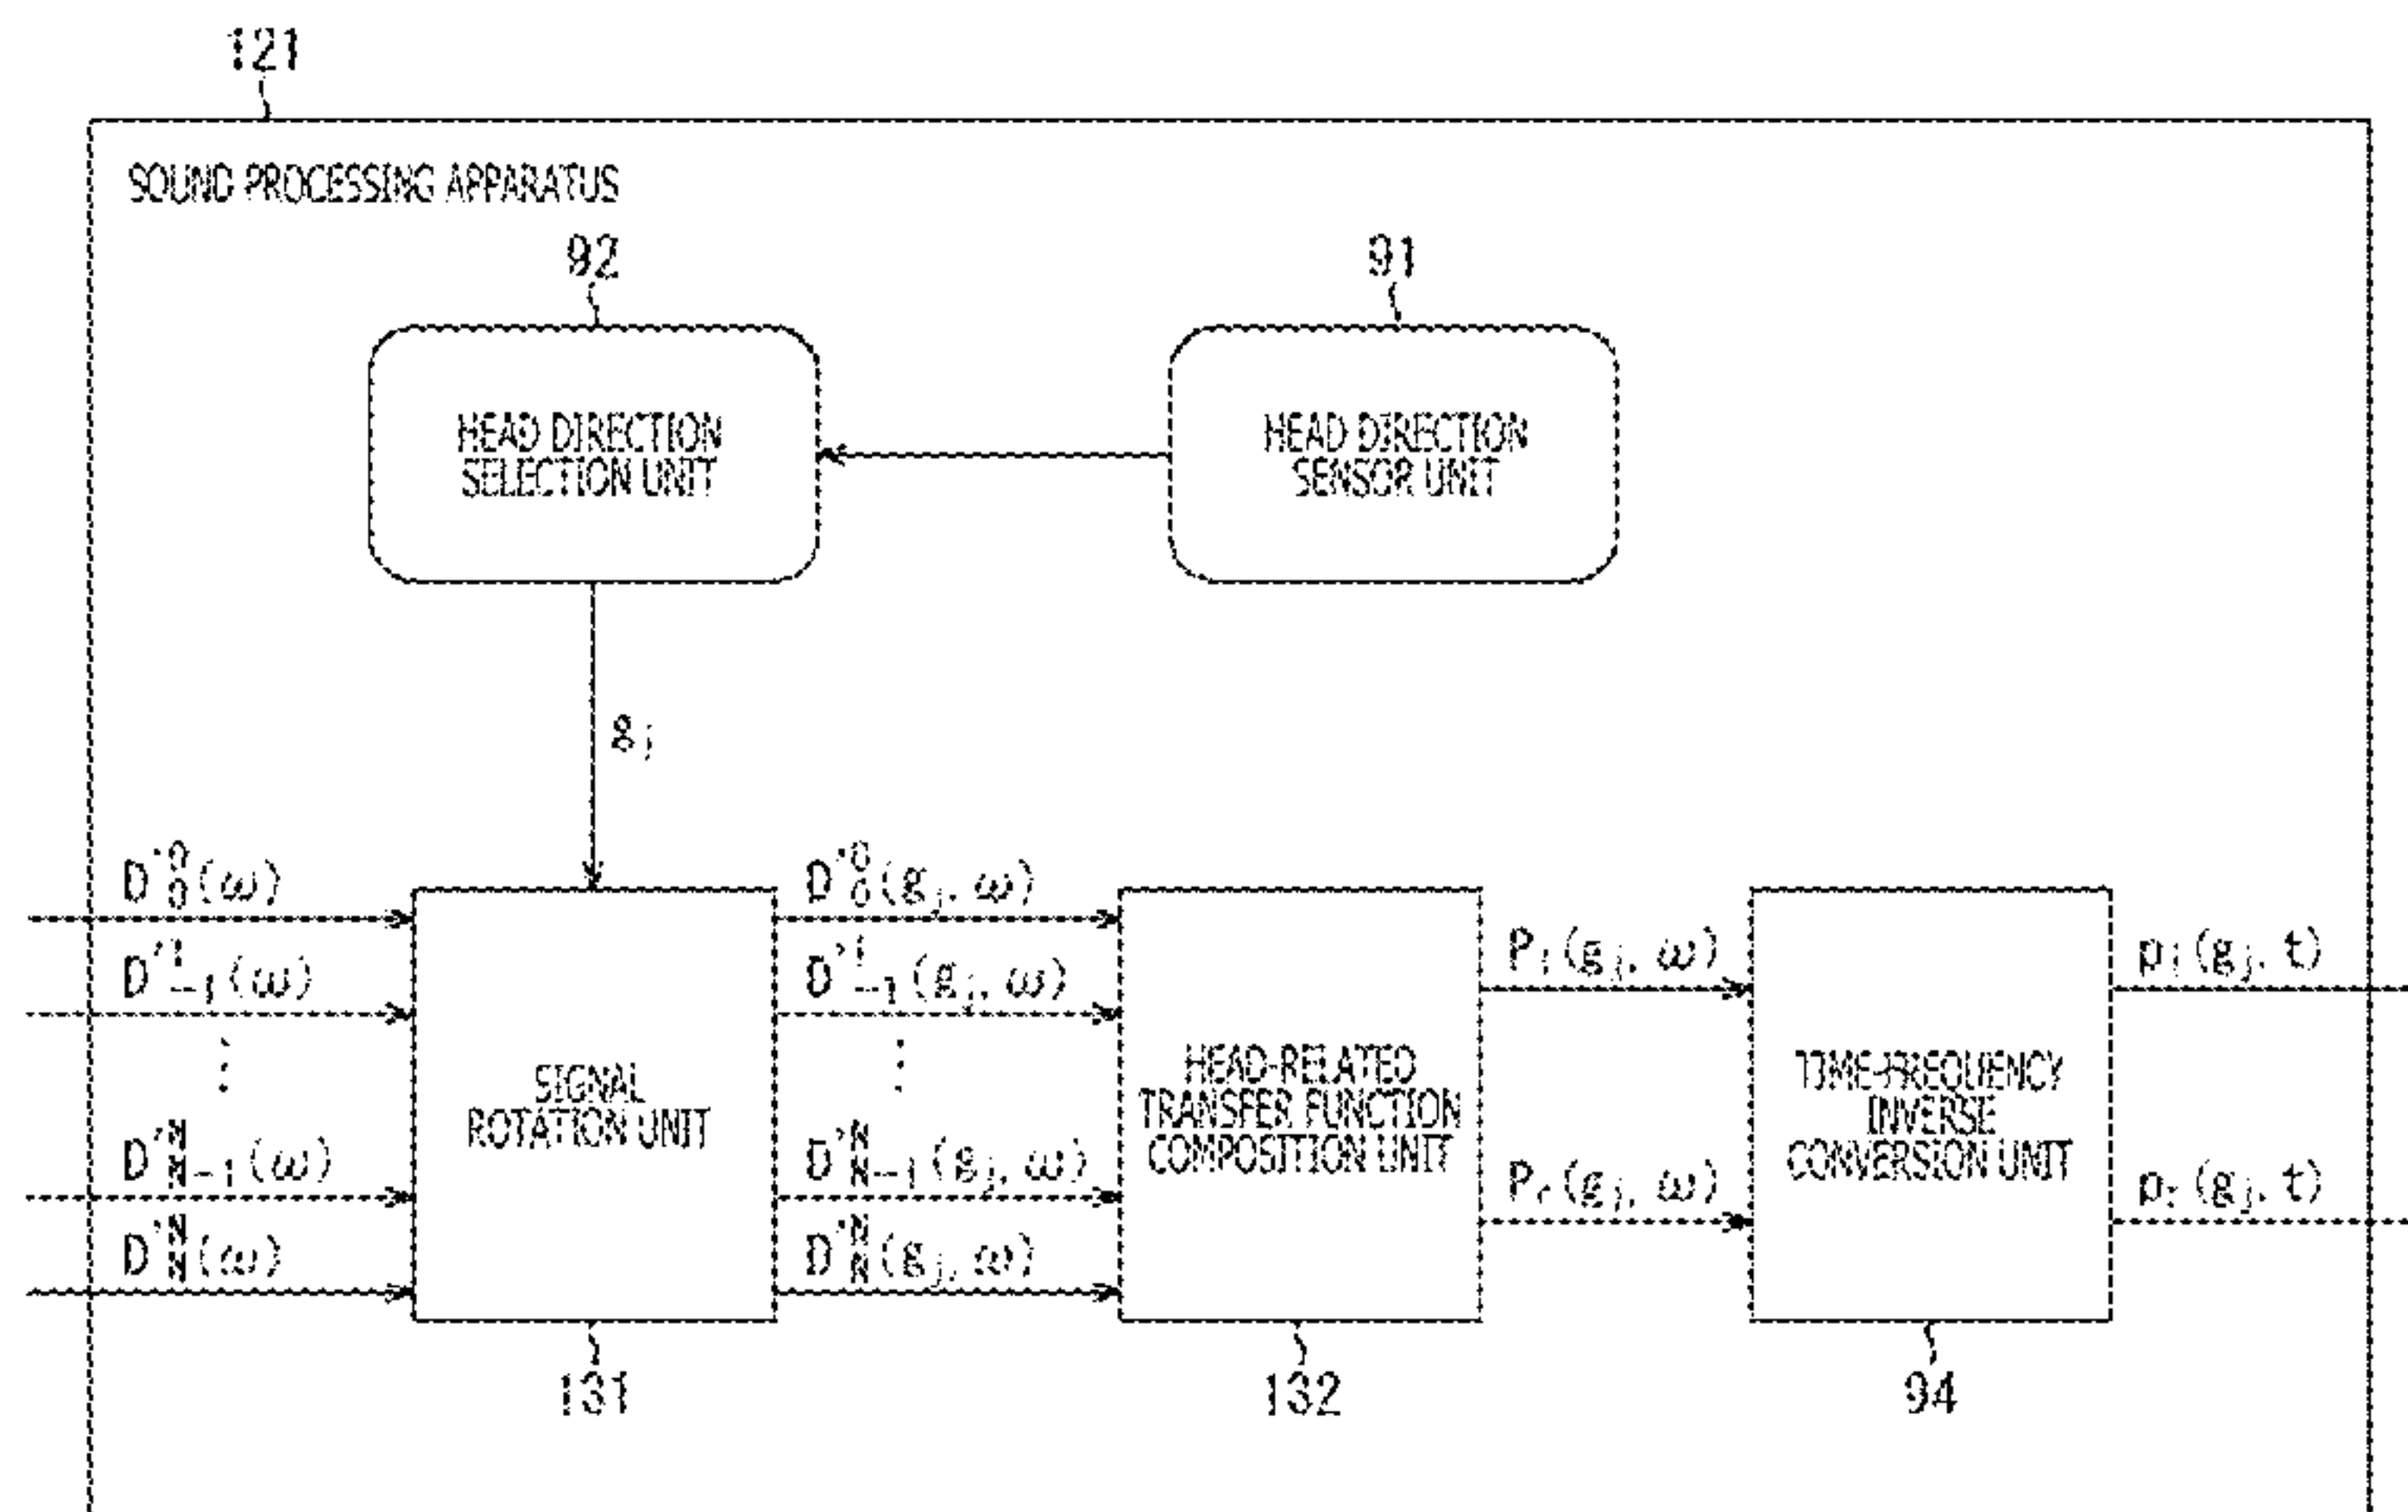 121
SOUND PROCESSING APPARATUS
92
91
HEAD DIRECTION
SELECTION UNIT
HEAD DIRECTION
SENSOR UNIT
g_j
D'^0_0(ω)
D'^0_0(g_j, ω)
D'^1_-1(ω)
D'^1_-1(g_j, ω)
P_l(g_j, ω)
p_l(g_j, t)
⋮
⋮
SIGNAL
ROTATION UNIT
HEAD-RELATED
TRANSFER FUNCTION
COMPOSITION UNIT
TIME-FREQUENCY
INVERSE
CONVERSION UNIT
D'^N_N-1(ω)
D'^N_N-1(g_j, ω)
P_r(g_j, ω)
p_r(g_j, t)
D'^N_N(ω)
D'^N_N(g_j, ω)
131
132
94